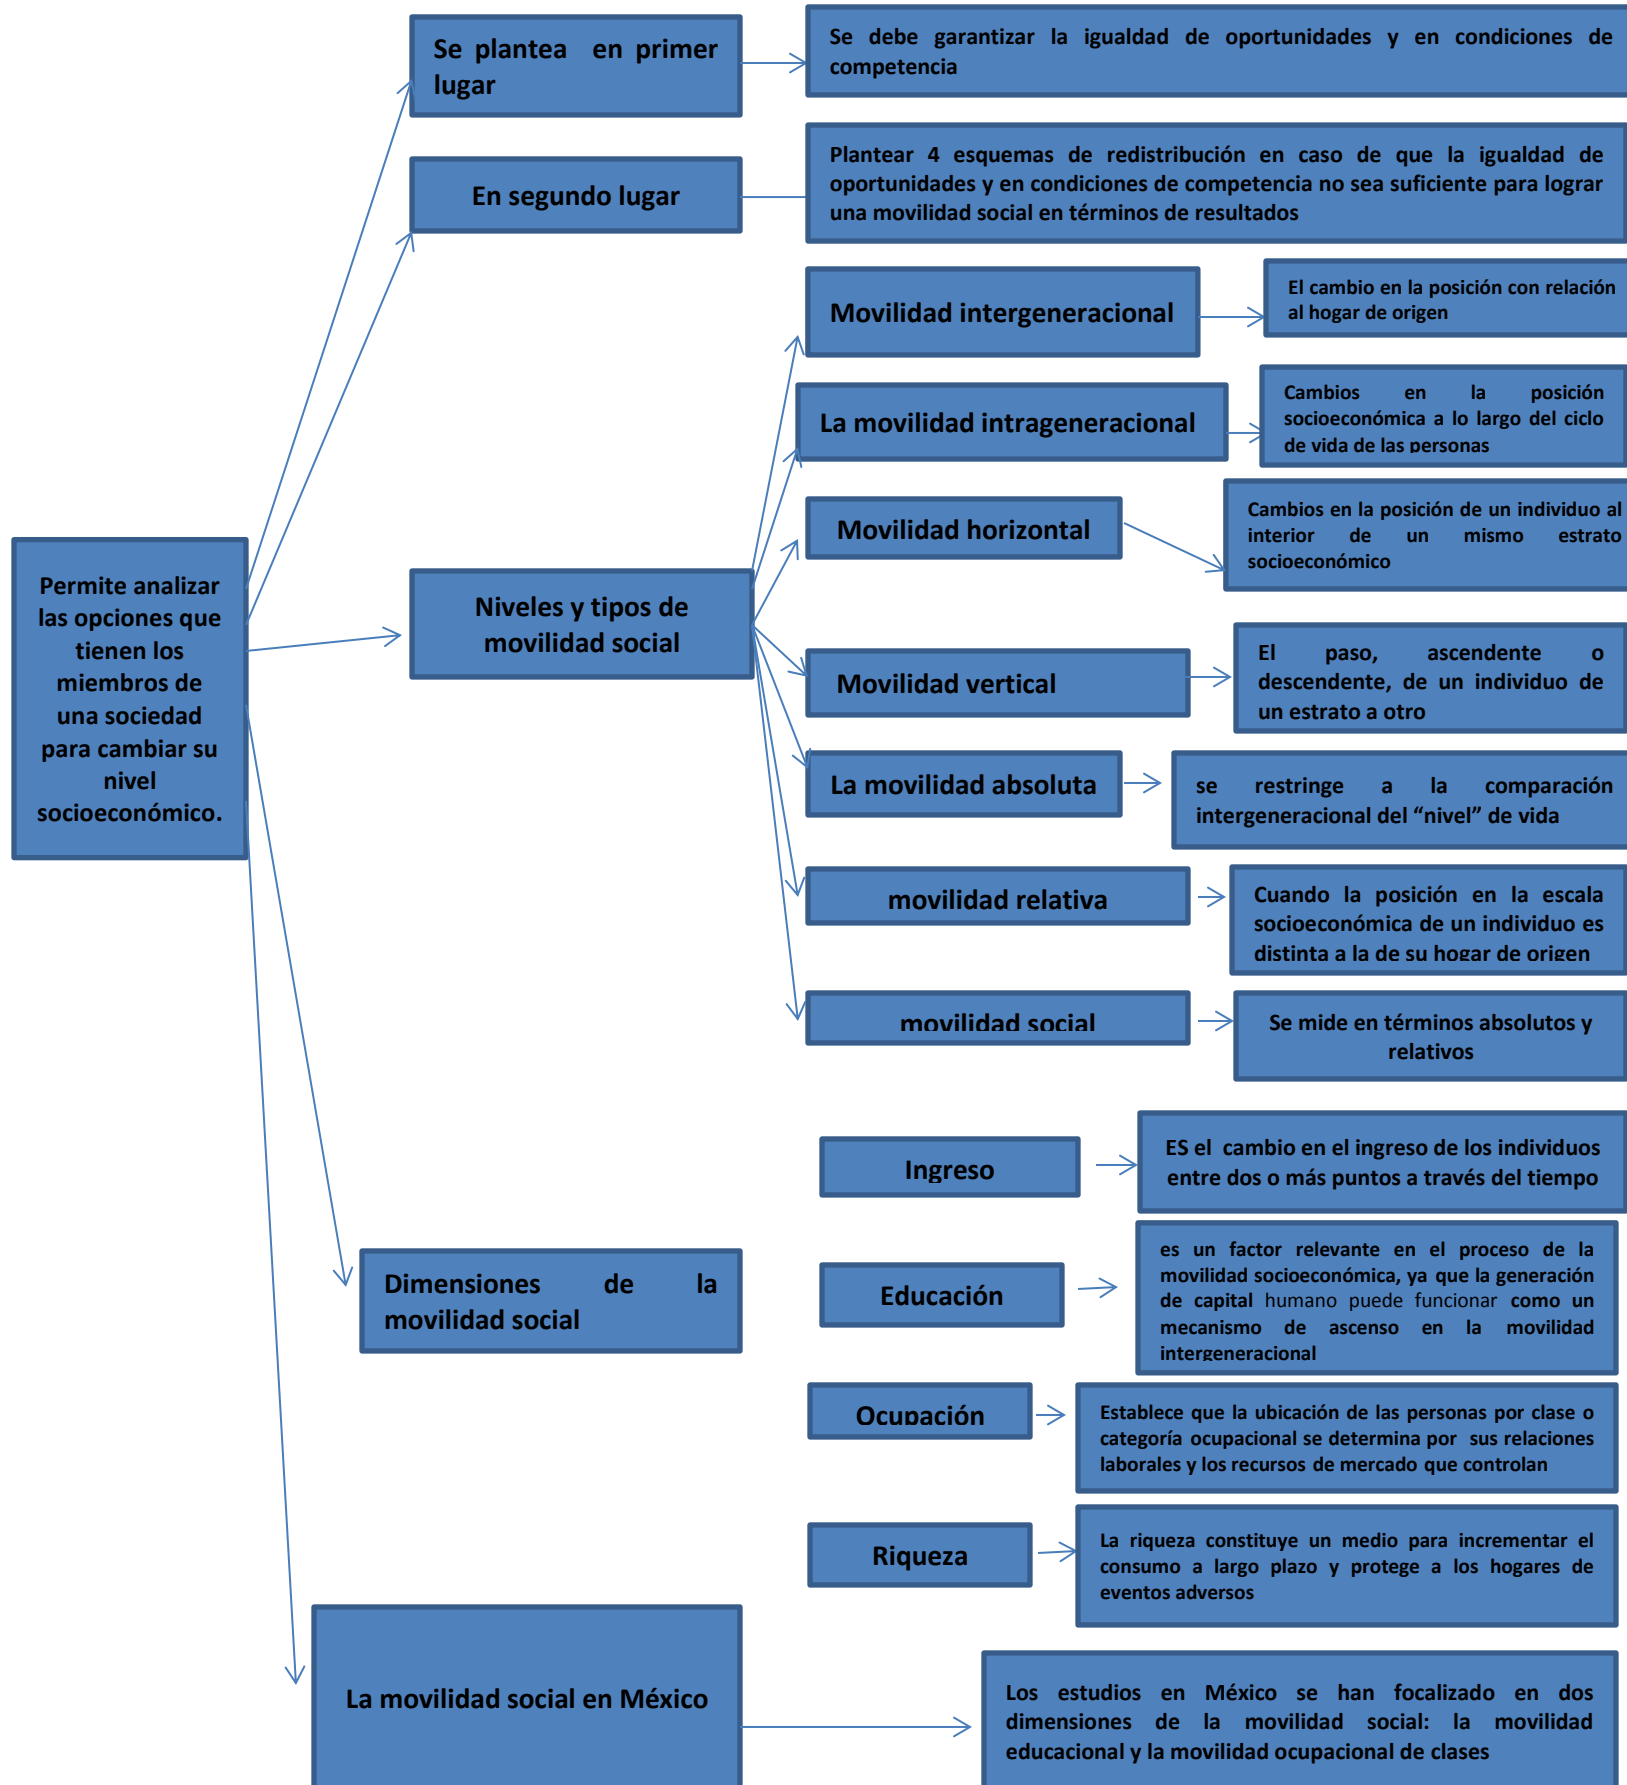 Se plantea en primer
lugar
Se debe garantizar la igualdad de oportunidades y en condiciones de
competencia
En segundo lugar
Plantear 4 esquemas de redistribución en caso de que la igualdad de
oportunidades y en condiciones de competencia no sea suficiente para lograr
una movilidad social en términos de resultados
Permite analizar
las opciones que
tienen los
miembros de
una sociedad
para cambiar su
nivel
socioeconómico.
Niveles y tipos de
movilidad social
Movilidad intergeneracional
El cambio en la posición con relación
al hogar de origen
La movilidad intrageneracional
Cambios en la posición
socioeconómica a lo largo del ciclo
de vida de las personas
Movilidad horizontal
Cambios en la posición de un individuo al
interior de un mismo estrato
socioeconómico
Movilidad vertical
El paso, ascendente o
descendente, de un individuo de
un estrato a otro
La movilidad absoluta
se restringe a la comparación
intergeneracional del “nivel” de vida
movilidad relativa
Cuando la posición en la escala
socioeconómica de un individuo es
distinta a la de su hogar de origen
movilidad social
Se mide en términos absolutos y
relativos
Dimensiones de la
movilidad social
Ingreso
ES el cambio en el ingreso de los individuos
entre dos o más puntos a través del tiempo
Educación
es un factor relevante en el proceso de la
movilidad socioeconómica, ya que la generación
de capital humano puede funcionar como un
mecanismo de ascenso en la movilidad
intergeneracional
Ocupación
Establece que la ubicación de las personas por clase o
categoría ocupacional se determina por sus relaciones
laborales y los recursos de mercado que controlan
Riqueza
La riqueza constituye un medio para incrementar el
consumo a largo plazo y protege a los hogares de
eventos adversos
La movilidad social en México
Los estudios en México se han focalizado en dos
dimensiones de la movilidad social: la movilidad
educacional y la movilidad ocupacional de clases